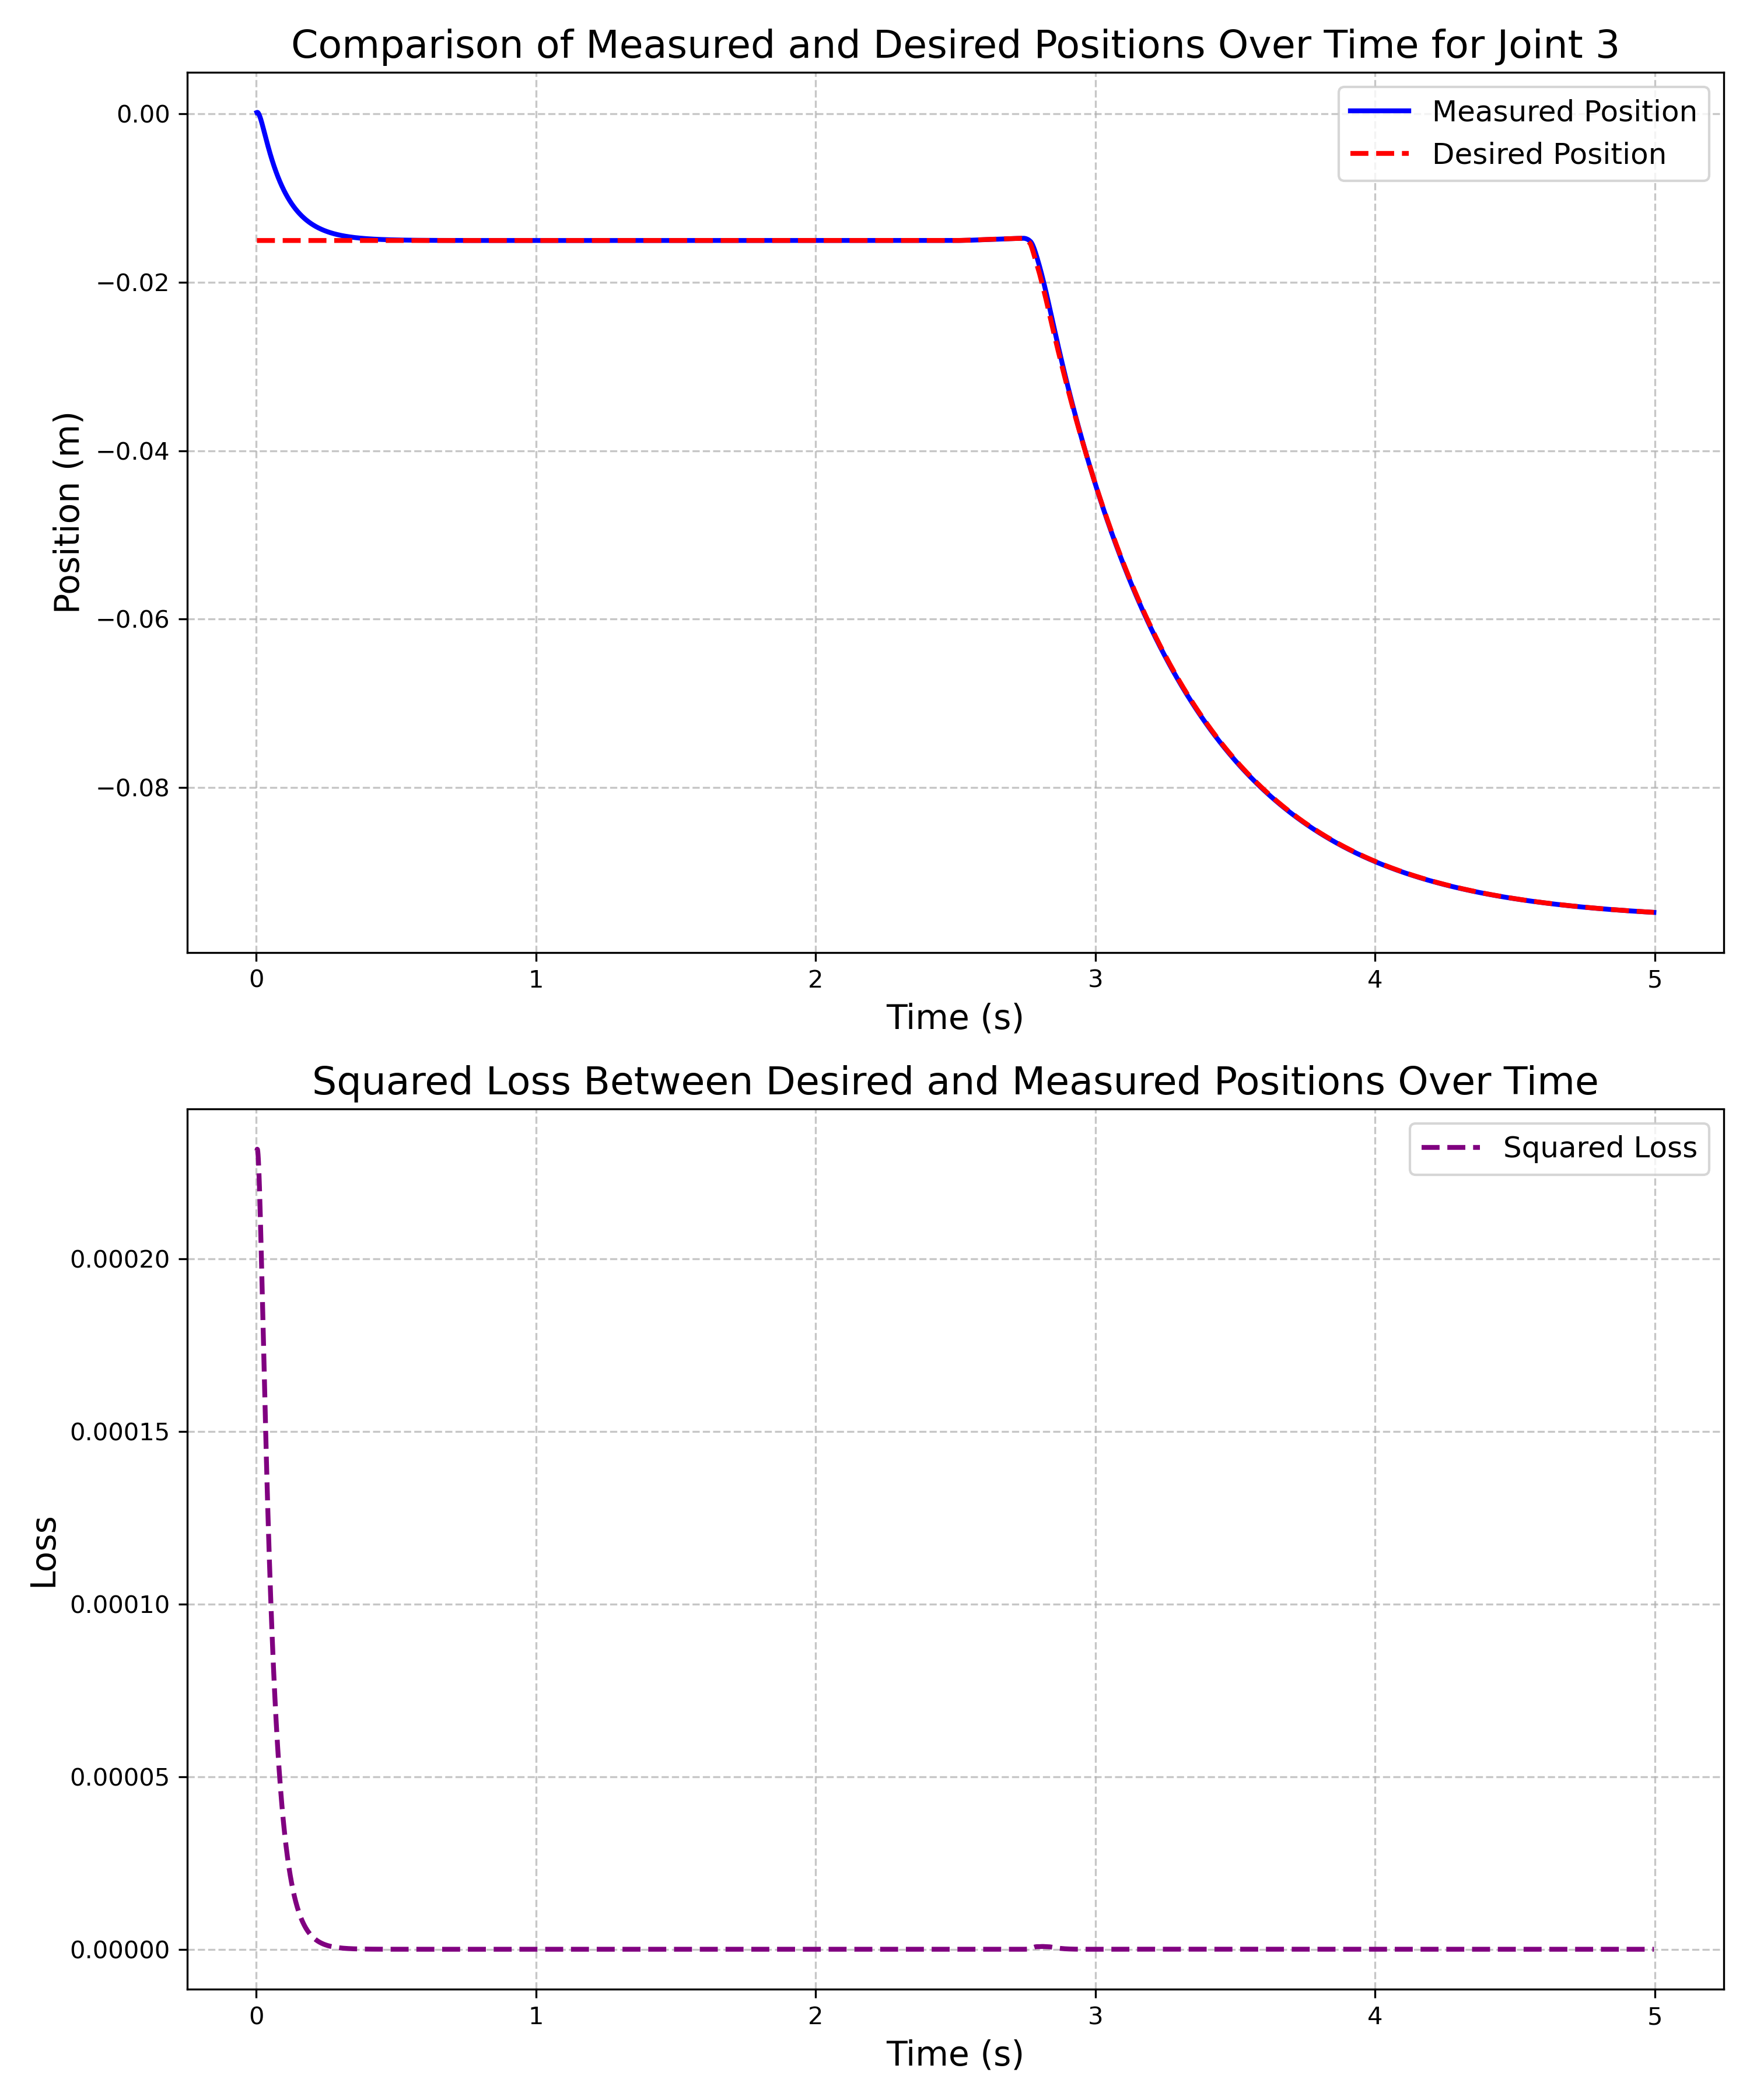 Comparison of Measured and Desired Positions Over Time for Joint 3
Measured Position
Desired Position
Position (m)
0.00
−0.02
−0.04
−0.06
−0.08
0 1 2 3 4 5
Time (s)
Squared Loss Between Desired and Measured Positions Over Time
Squared Loss
Loss
0.00020
0.00015
0.00010
0.00005
0.00000
0 1 2 3 4 5
Time (s)